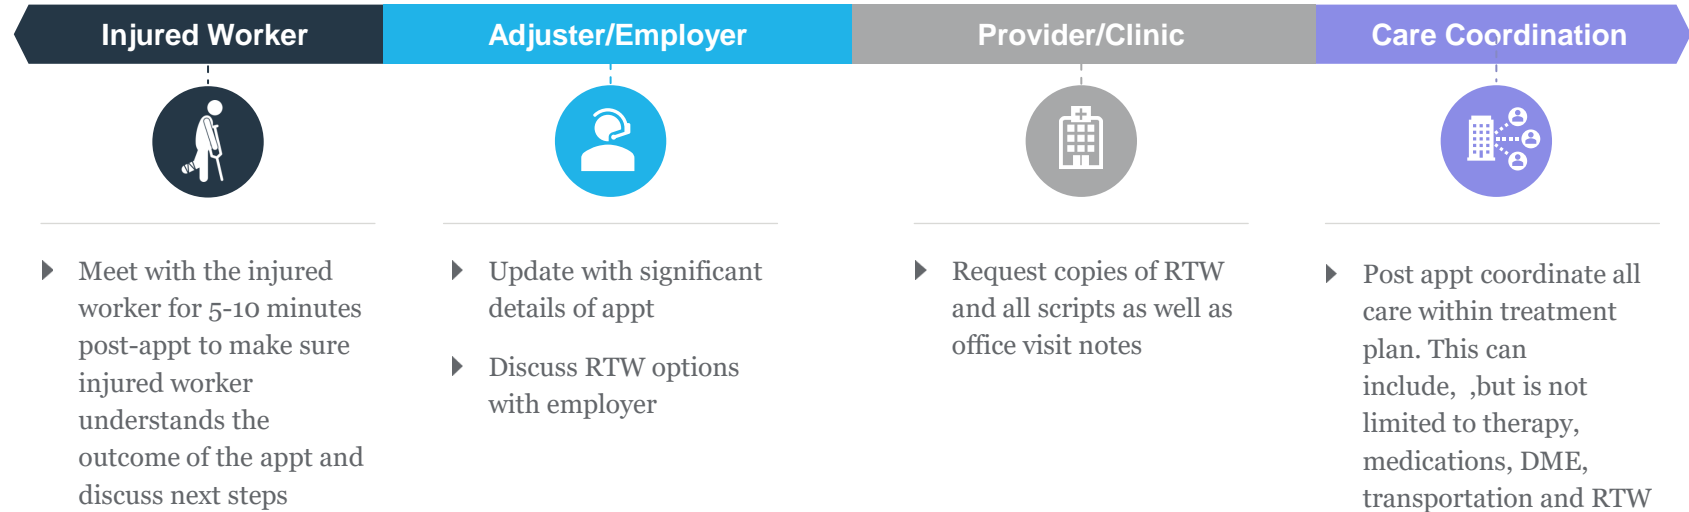 Injured Worker
Adjuster/Employer
Provider/Clinic
Care Coordination
Meet with the injured
worker for 5-10 minutes
post-appt to make sure
injured worker
understands the
outcome of the appt and
discuss next steps
Update with significant
details of appt
Discuss RTW options
with employer
Request copies of RTW
and all scripts as well as
office visit notes
Post appt coordinate all
care within treatment
plan. This can
include,  ,but is not
limited to therapy,
medications, DME,
transportation and RTW